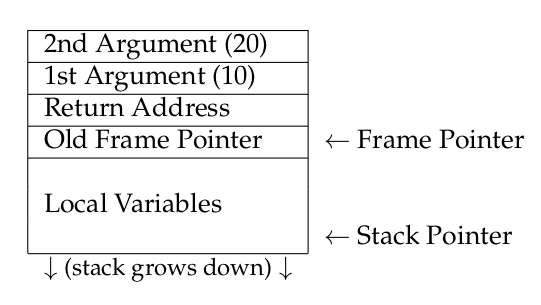 2nd Argument (20)
1st Argument (10)
Return Address
Old Frame Pointer
← Frame Pointer
Local Variables
← Stack Pointer
↓ (stack grows down) ↓